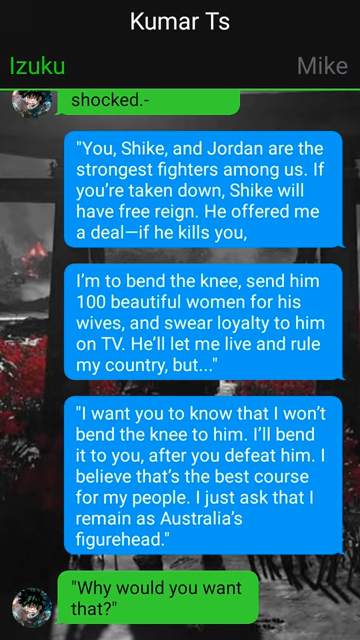 Kumar Ts
Izuku
Mike
shocked.-
"You, Shike, and Jordan are the
strongest fighters among us. If
you’re taken down, Shike will
have free reign. He offered me
a deal—if he kills you,
I’m to bend the knee, send him
100 beautiful women for his
wives, and swear loyalty to him
on TV. He’ll let me live and rule
my country, but..."
"I want you to know that I won’t
bend the knee to him. I’ll bend
it to you, after you defeat him. I
believe that’s the best course
for my people. I just ask that I
remain as Australia’s
figurehead."
"Why would you want
that?"